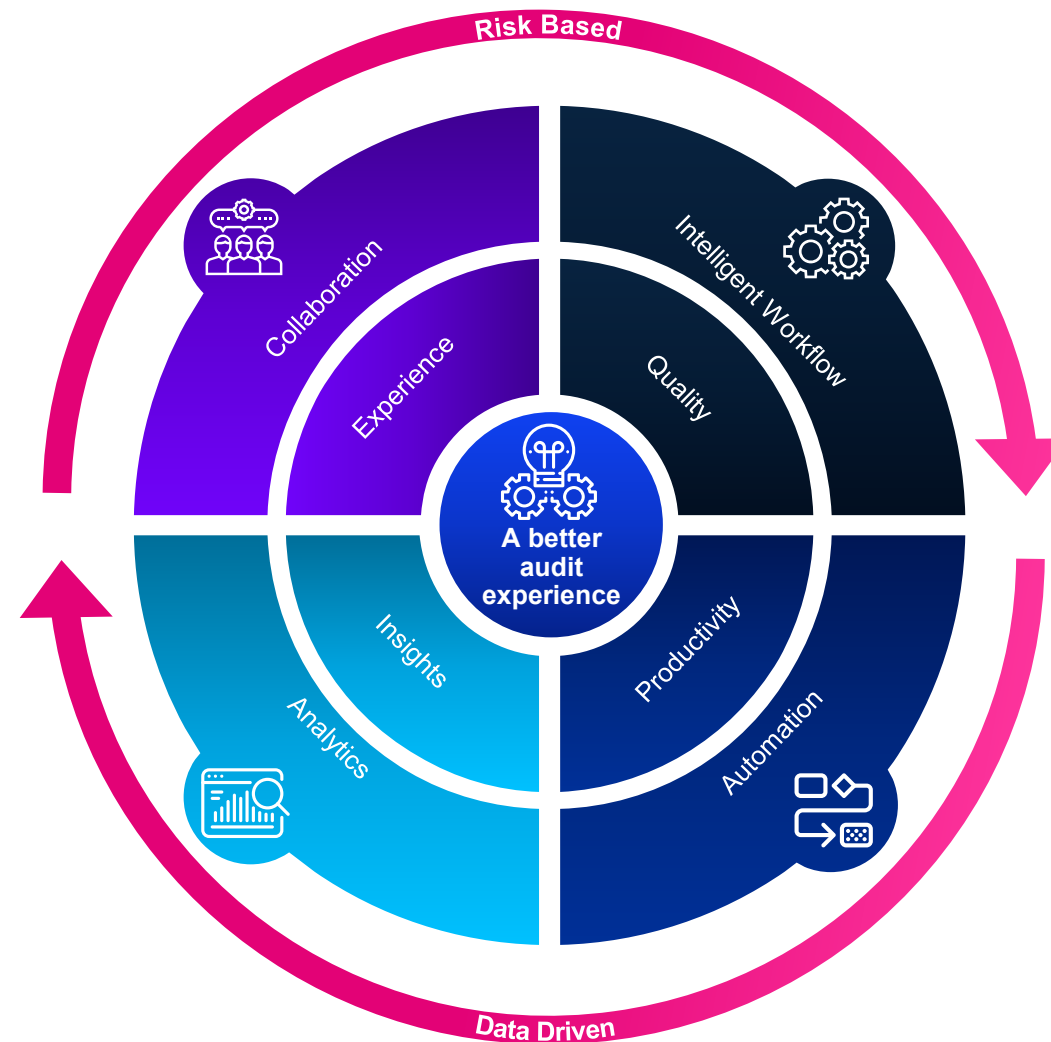 Risk Based
Collaboration
Intelligent Workflow
Experience
Quality
A better
audit
experience
Insights
Productivity
Analytics
Automation
Data Driven